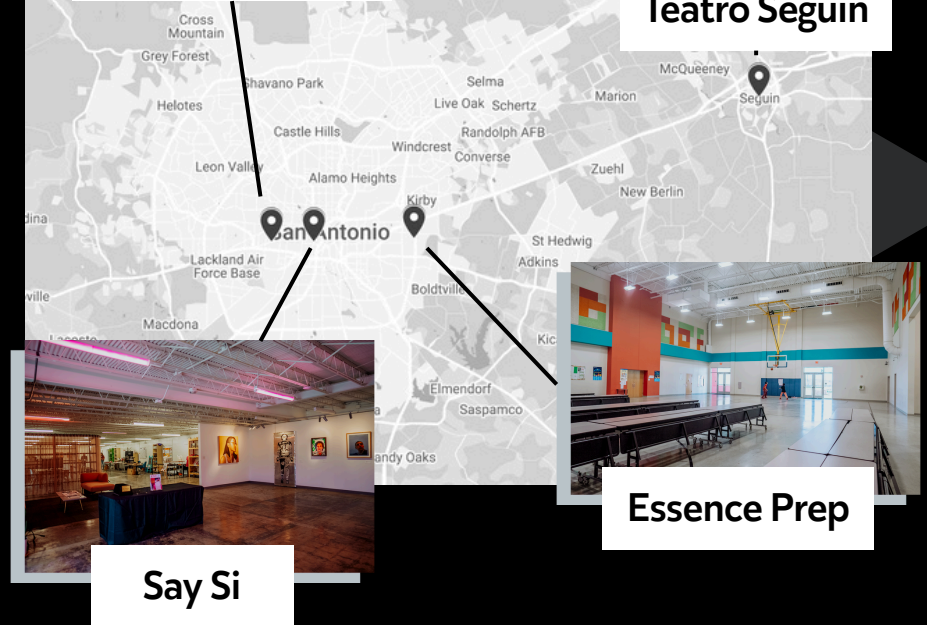 Teatro Seguin
Cross
Mountain
Grey Forest
McQueeney
Shavano Park
Selma
Marion
Seguin
Helotes
Live Oak
Schertz
Castle Hills
Randolph AFB
Windcrest
Converse
Leon Valley
Zuehl
Alamo Heights
New Berlin
Kirby
San Antonio
St Hedwig
Lackland Air
Force Base
Adkins
Boldtville
Macdona
Elmendorf
Saspamco
Essence Prep
Say Si